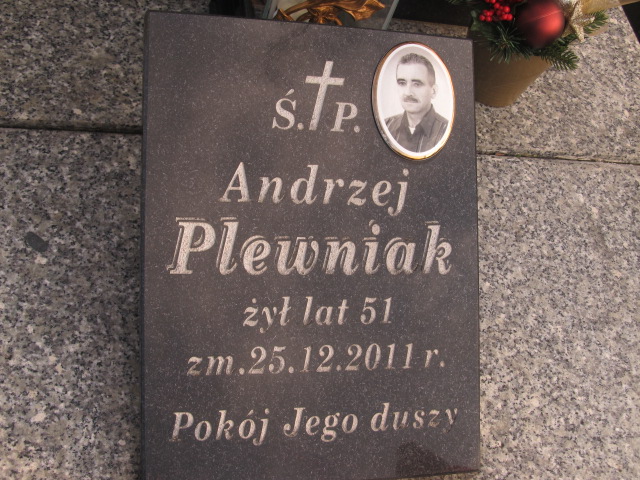 Ś.P.
Andrzej
Plewniak
żył lat 51
zm.25.12.2011 r.
Pokój Jego duszy